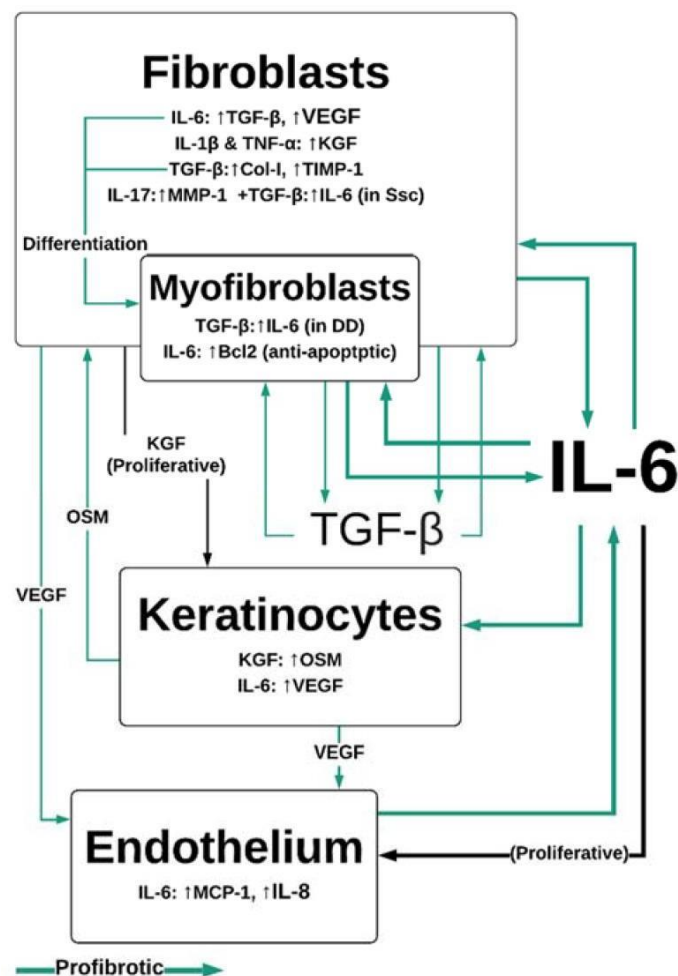 Fibroblasts
IL-6: ↑TGF-β, ↑VEGF
IL-1β & TNF-α: ↑KGF
TGF-β:↑Col-I, ↑TIMP-1
IL-17:↑MMP-1 +TGF-β:↑IL-6 (in Ssc)
Differentiation
Myofibroblasts
TGF-β:↑IL-6 (in DD)
IL-6: ↑Bcl2 (anti-apoptptic)
KGF
(Proliferative)
IL-6
OSM
TGF-β
VEGF
Keratinocytes
KGF: ↑OSM
IL-6: ↑VEGF
VEGF
Endothelium
IL-6: ↑MCP-1, ↑IL-8
(Proliferative)
Profibrotic